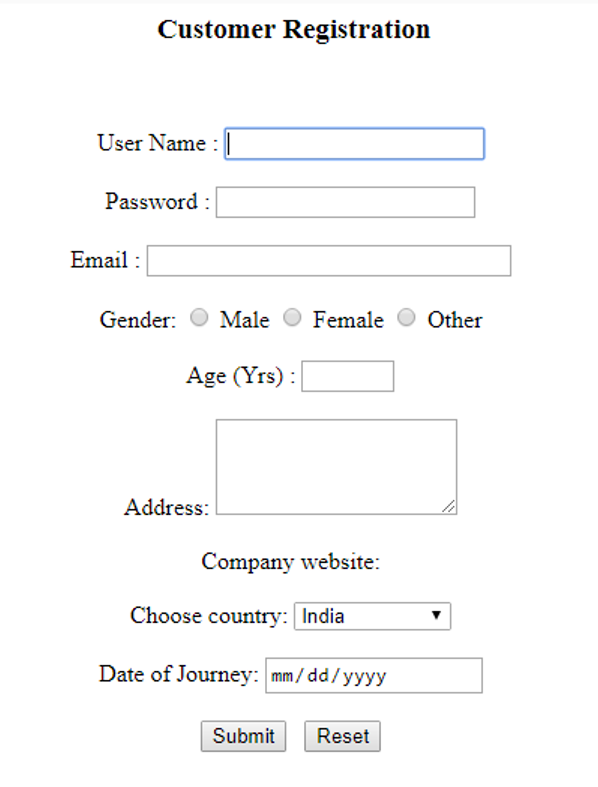 Customer Registration
User Name :
Password :
Email :
Gender: Male Female Other
Age (Yrs) :
Address:
Company website:
Choose country: India
Date of Journey: mm/dd/yyyy
Submit Reset